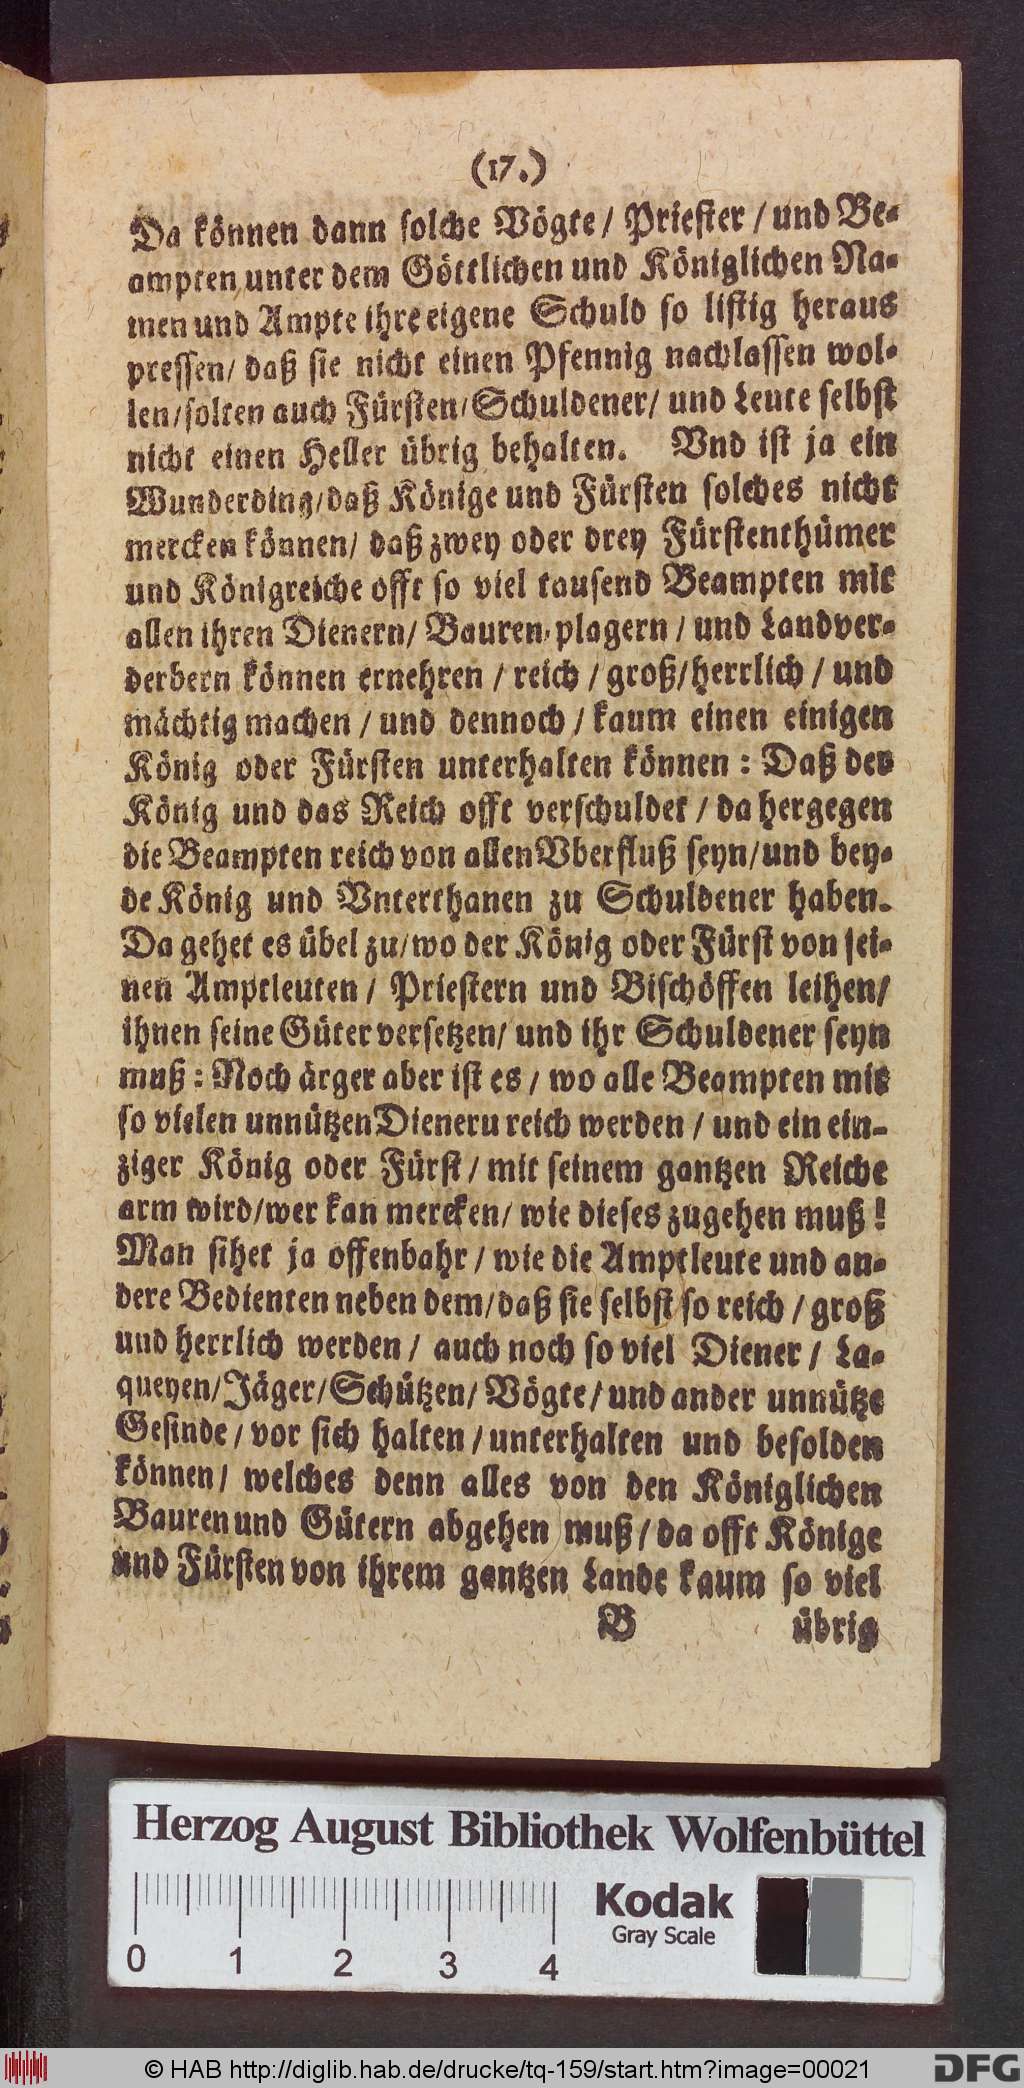 (17.)
Da können dann solche Vögte / Priester / und Be-
ampten unter dem Göttlichen und Königlichen Na-
men und Ampte ihre eigene Schuld so listig heraus
pressen / daß sie nicht einen Pfennig nachlassen wol-
len / solten auch Fürsten / Schuldener / und Leute selbst
nicht einen Heller übrig behalten. Vnd ist ja ein
Wunderding / daß Könige und Fürsten solches nicht
mercken können / daß zwey oder drey Fürstenthümer
und Königreiche offt so viel tausend Beampten mit
allen ihren Dienern / Bauren-plagern / und Landver-
derbern können ernehren / reich / groß / herrlich / und
mächtig machen / und dennoch / kaum einen einigen
König oder Fürsten unterhalten können : Daß der
König und das Reich offt verschuldet / da hergegen
die Beampten reich von allen Vberfluß seyn / und bey-
de König und Vnterthanen zu Schuldener haben.
Da gehet es übel zu / wo der König oder Fürst von sei-
nen Amptleuten / Priestern und Bischöffen leihen /
ihnen seine Güter versetzen / und ihr Schuldener seyn
muß : Noch ärger aber ist es / wo alle Beampten mit
so vielen unnützen Dieneru reich werden / und ein ein-
ziger König oder Fürst / mit seinem gantzen Reiche
arm wird / wer kan mercken / wie dieses zugehen muß !
Man sihet ja offenbahr / wie die Amptleute und an-
dere Bedienten neben dem / daß sie selbst so reich / groß
und herrlich werden / auch noch so viel Diener / La-
queyen / Jäger / Schützen / Vögte / und ander unnütze
Gesinde / vor sich halten / unterhalten und besolden
können / welches denn alles von den Königlichen
Bauren und Gütern abgehen muß / da offt Könige
und Fürsten von ihrem gantzen Lande kaum so viel
B übrig
Herzog August Bibliothek Wolfenbüttel
Kodak
Gray Scale
0 1 2 3 4
© HAB http://diglib.hab.de/drucke/tq-159/start.htm?image=00021
DFG